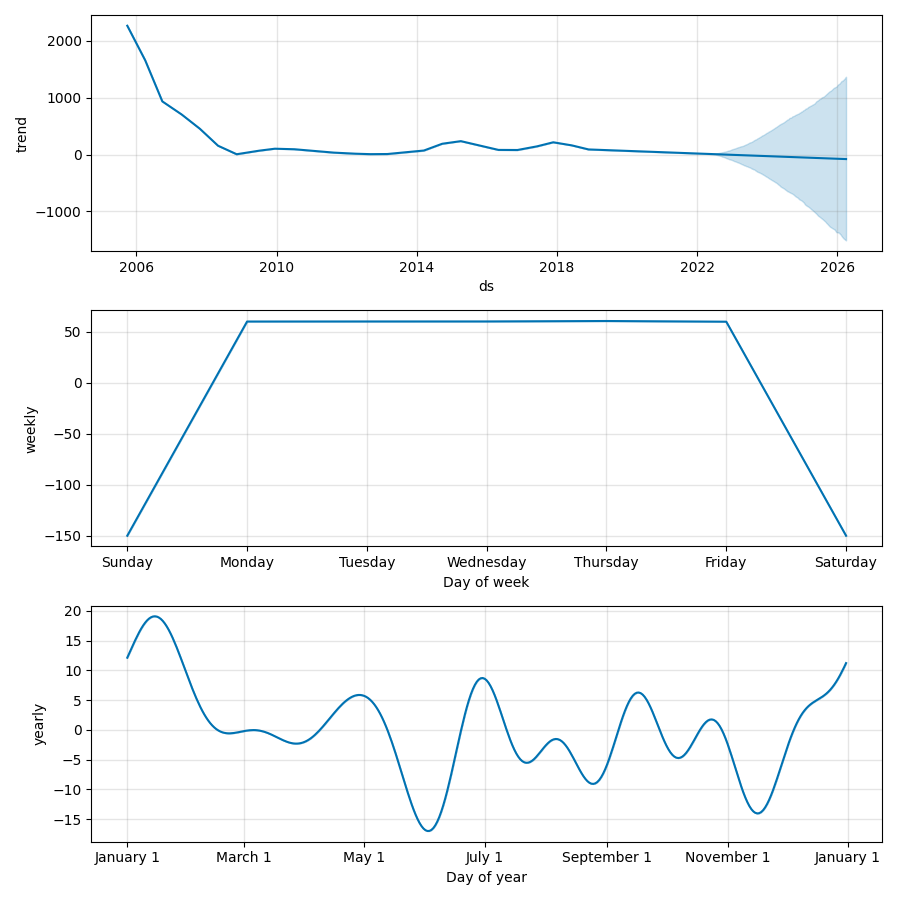 2000
1000
0
−1000
trend
2006 2010 2014 2018 2022 2026
ds
50
0
−50
−100
−150
weekly
Sunday Monday Tuesday Wednesday Thursday Friday Saturday
Day of week
20
15
10
5
0
−5
−10
−15
yearly
January 1 March 1 May 1 July 1 September 1 November 1 January 1
Day of year